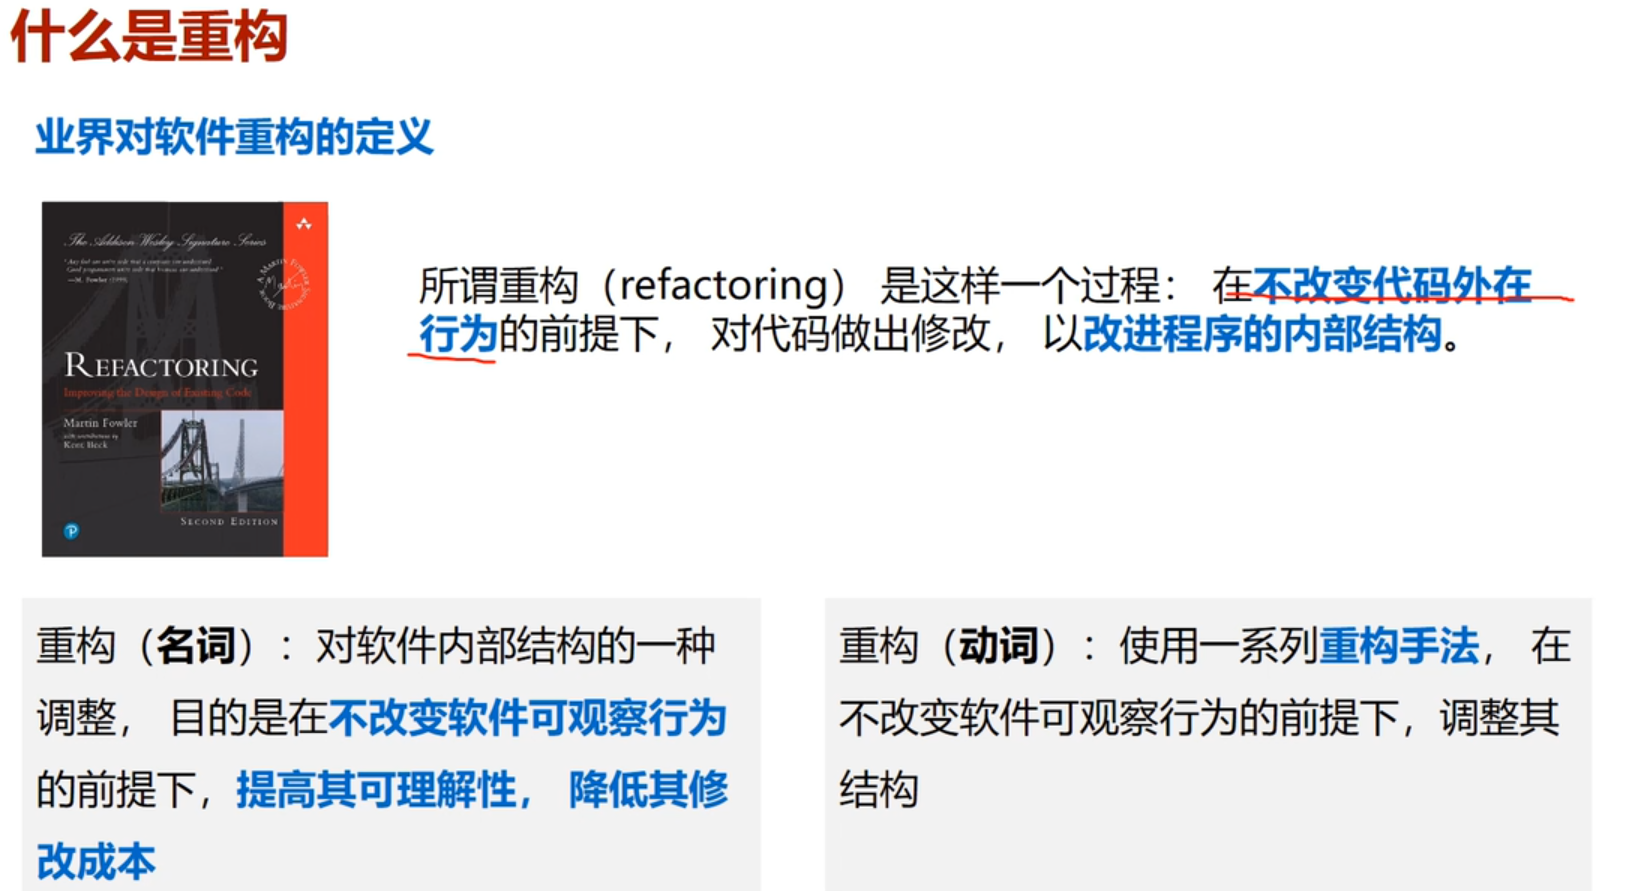 什么是重构
业界对软件重构的定义
The Addison Wesley Signature Series
"Any fool can write code that a computer can understand.
Good programmers write code that humans can understand."
—M. Fowler (1999)
REFACTORING
Improving the Design of Existing Code
Martin Fowler
with contributions by
Kent Beck
SECOND EDITION
所谓重构（refactoring） 是这样一个过程： 在不改变代码外在
行为的前提下， 对代码做出修改， 以改进程序的内部结构。
重构（名词）：对软件内部结构的一种
调整， 目的是在不改变软件可观察行为
的前提下，提高其可理解性， 降低其修
改成本
重构（动词）：使用一系列重构手法， 在
不改变软件可观察行为的前提下，调整其
结构